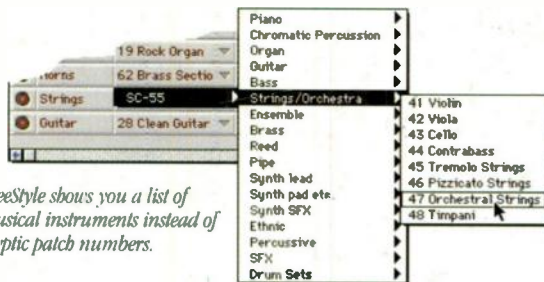 19 Rock Organ
Horns 62 Brass Sectio
Strings SC-55
Guitar 28 Clean Guitar
Piano
Chromatic Percussion
Organ
Guitar
Bass
Strings/Orchestra
Ensemble
Brass
Reed
Pipe
Synth lead
Synth pad etc.
Synth SFX
Ethnic
Percussive
SFX
Drum Sets
41 Violin
42 Viola
43 Cello
44 Contrabass
45 Tremolo Strings
46 Pizzicato Strings
47 Orchestral Strings
48 Timpani
eeStyle shows you a list of
usical instruments instead of
ptic patch numbers.